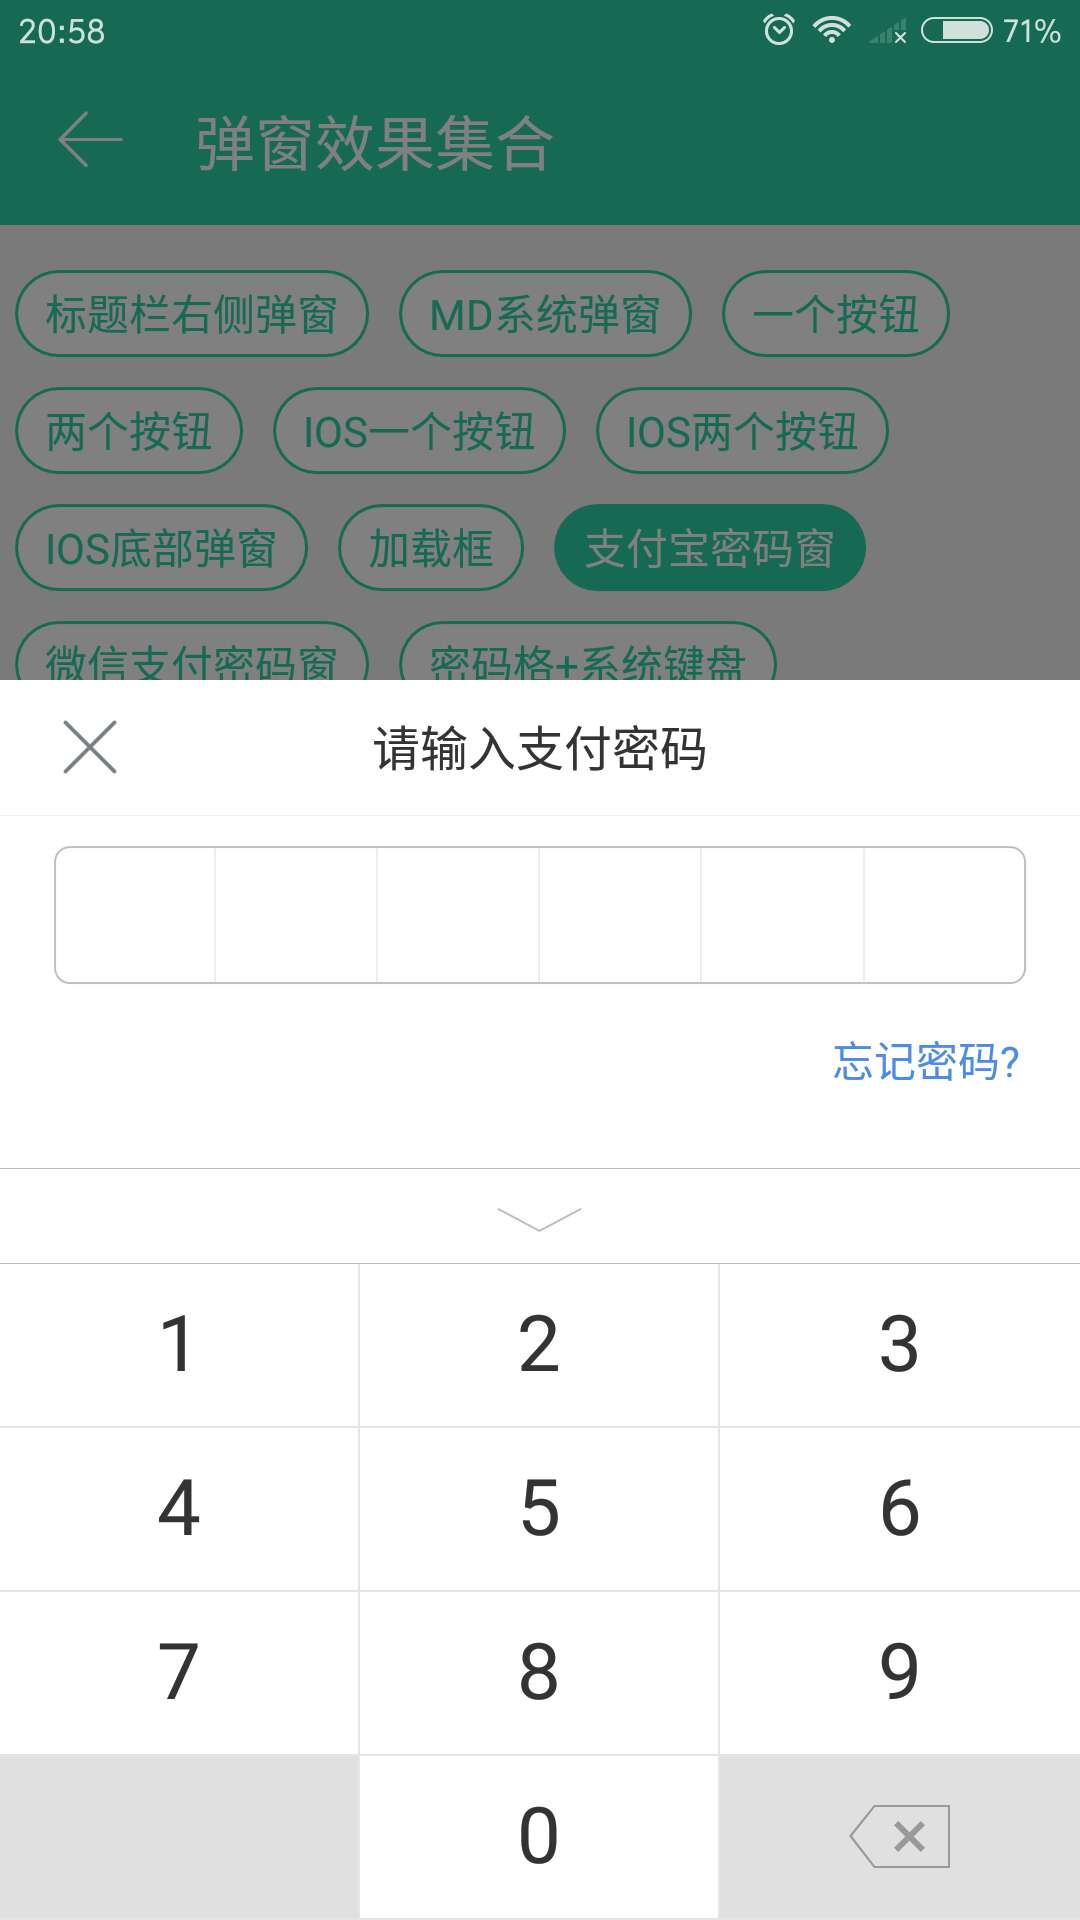 20:58 71%
弹窗效果集合
标题栏右侧弹窗 MD系统弹窗 一个按钮
两个按钮 IOS一个按钮 IOS两个按钮
IOS底部弹窗 加载框 支付宝密码窗
微信支付密码窗 密码格+系统键盘
请输入支付密码
忘记密码?
1 2 3
4 5 6
7 8 9
0